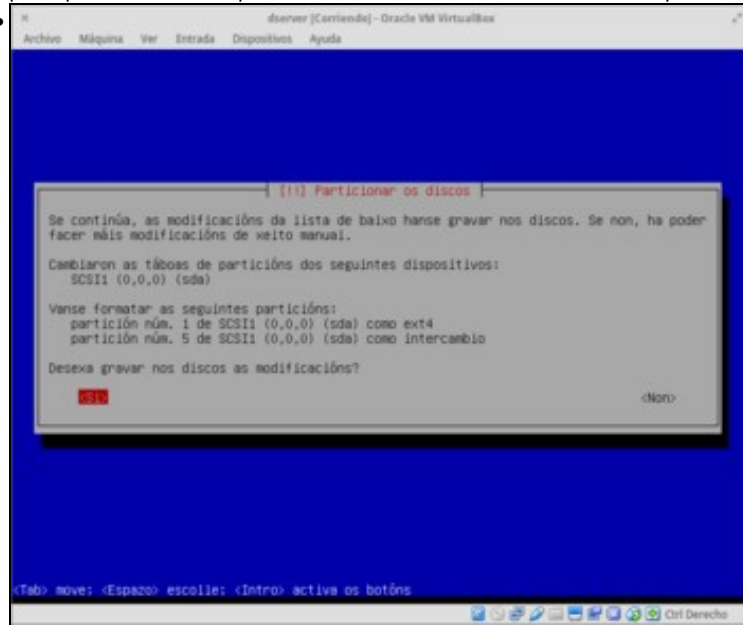 dserver [Corriendo] - Oracle VM VirtualBox
Archivo Máquina Ver Entrada Dispositivos Ayuda
[!!] Particionar os discos
Se continúa, as modificacións da lista de baixo hanse gravar nos discos. Se non, ha poder
facer máis modificacións de xeito manual.
Cambiaron as táboas de particións dos seguintes dispositivos:
SCSI1 (0,0,0) (sda)
Vanse formatar as seguintes particións:
partición núm. 1 de SCSI1 (0,0,0) (sda) como ext4
partición núm. 5 de SCSI1 (0,0,0) (sda) como intercambio
Desexa gravar nos discos as modificacións?
<Si>
<Non>
<Tab> move; <Espazo> escolle; <Intro> activa os botóns
Ctrl Derecho